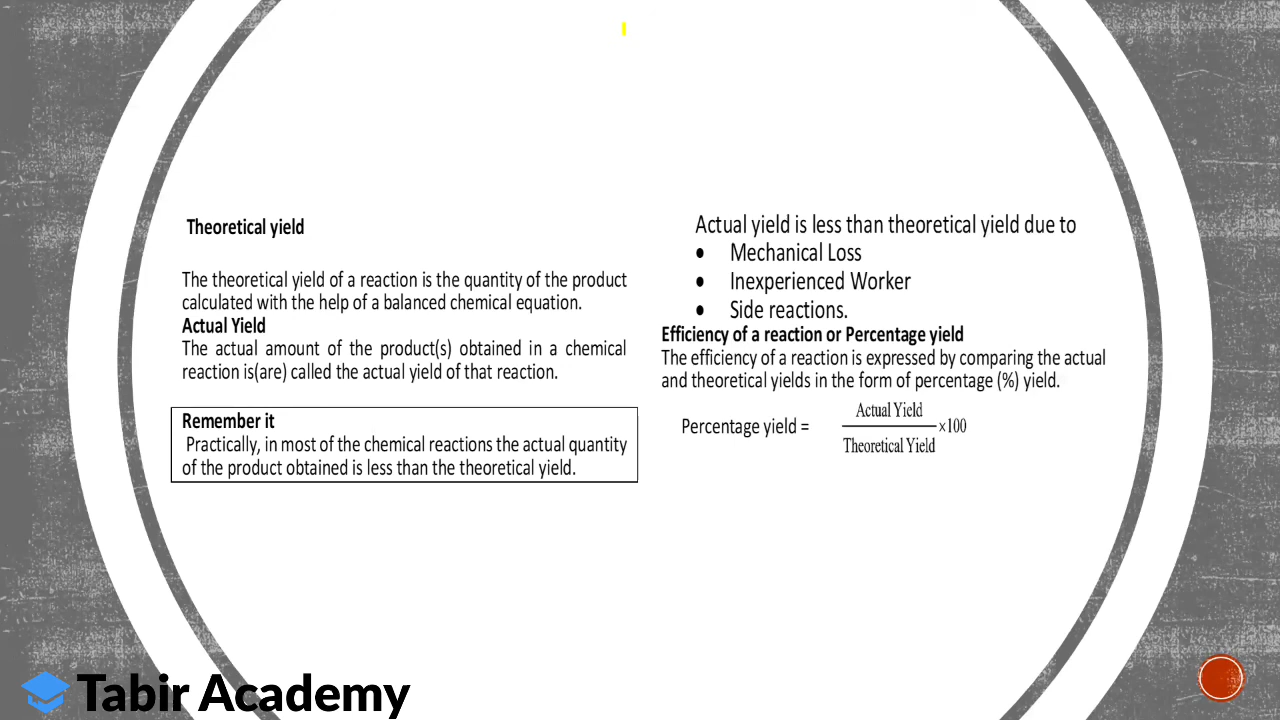 Theoretical yield
The theoretical yield of a reaction is the quantity of the product
calculated with the help of a balanced chemical equation.
Actual Yield
The actual amount of the product(s) obtained in a chemical
reaction is(are) called the actual yield of that reaction.
Remember it
Practically, in most of the chemical reactions the actual quantity
of the product obtained is less than the theoretical yield.
Actual yield is less than theoretical yield due to
• Mechanical Loss
• Inexperienced Worker
• Side reactions.
Efficiency of a reaction or Percentage yield
The efficiency of a reaction is expressed by comparing the actual
and theoretical yields in the form of percentage (%) yield.
Actual Yield
Percentage yield = ×100
Theoretical Yield
Tabir Academy